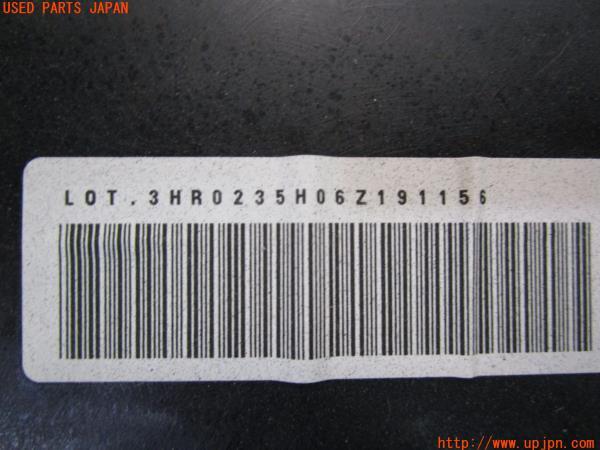 USED PARTS JAPAN
LOT.3HR0235H06Z191156
http://www.upjpn.com/